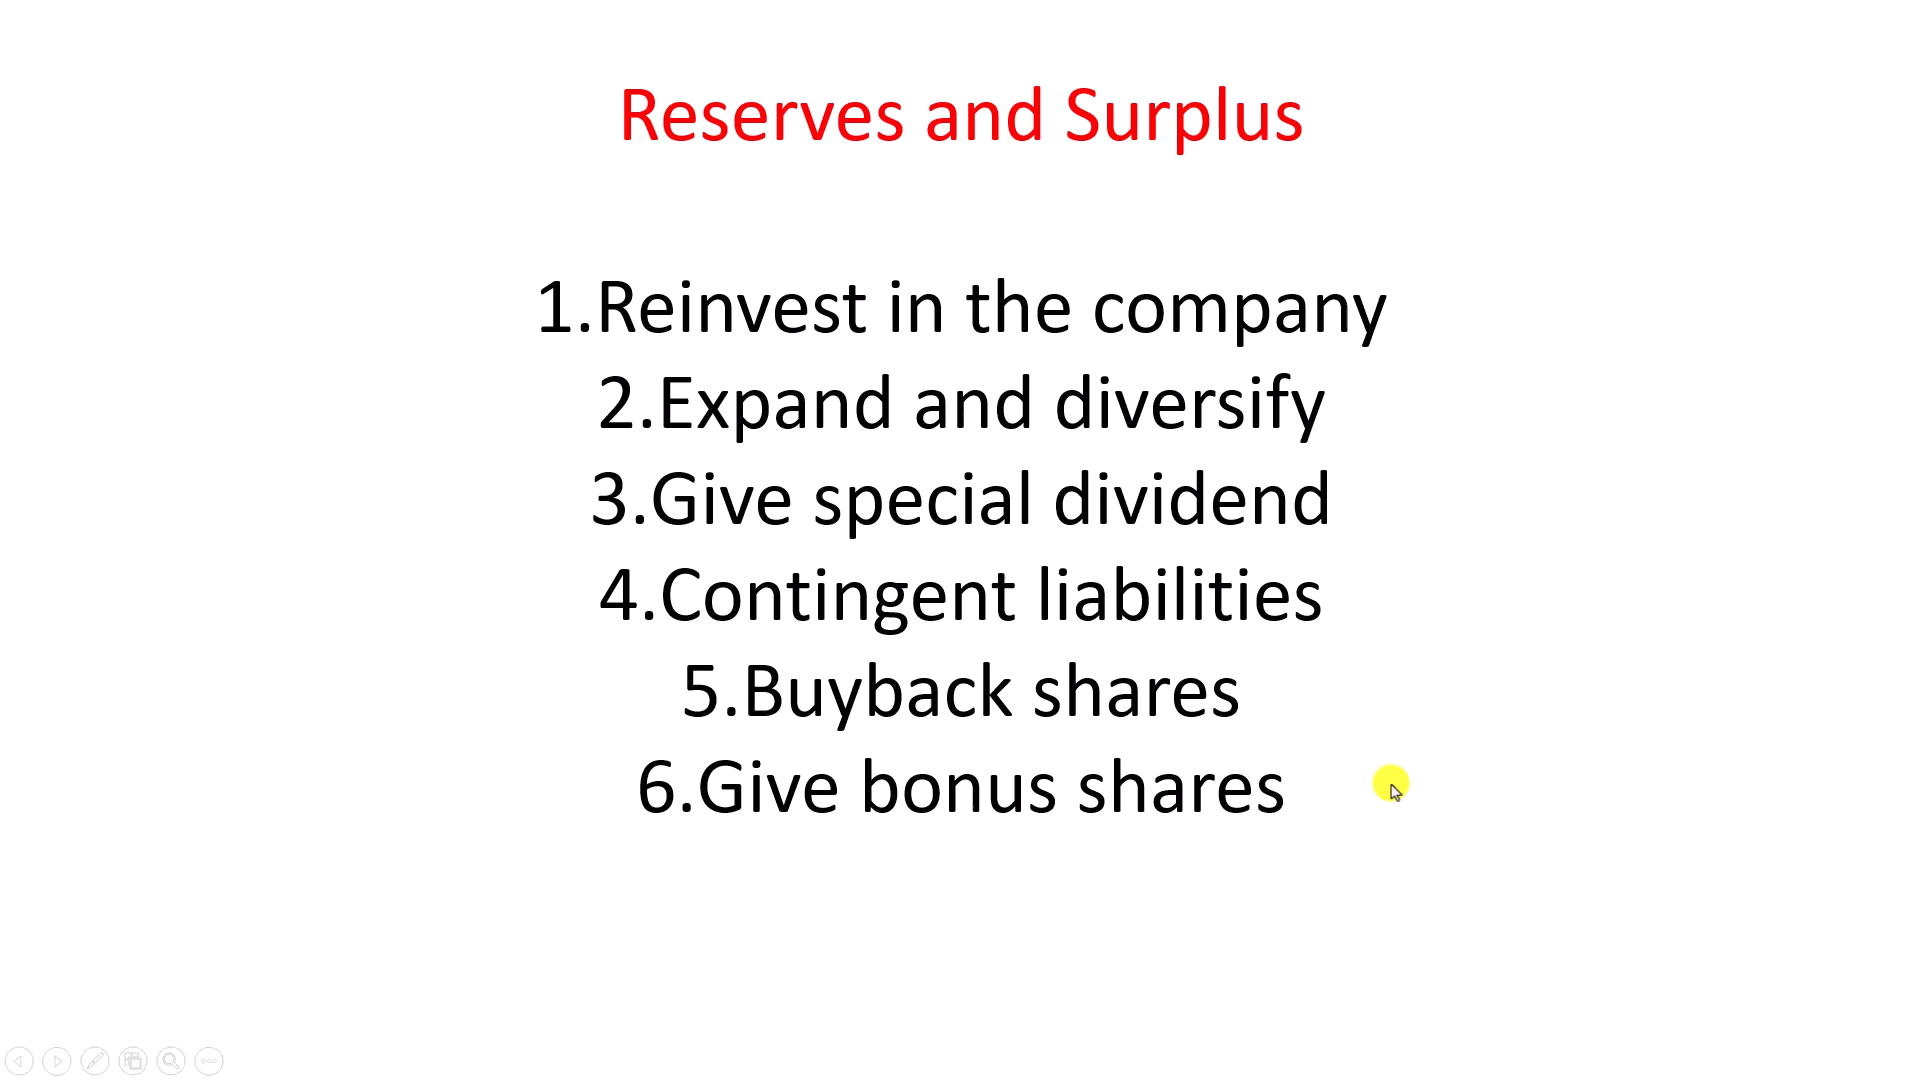 Reserves and Surplus
1.Reinvest in the company
2.Expand and diversify
3.Give special dividend
4.Contingent liabilities
5.Buyback shares
6.Give bonus shares